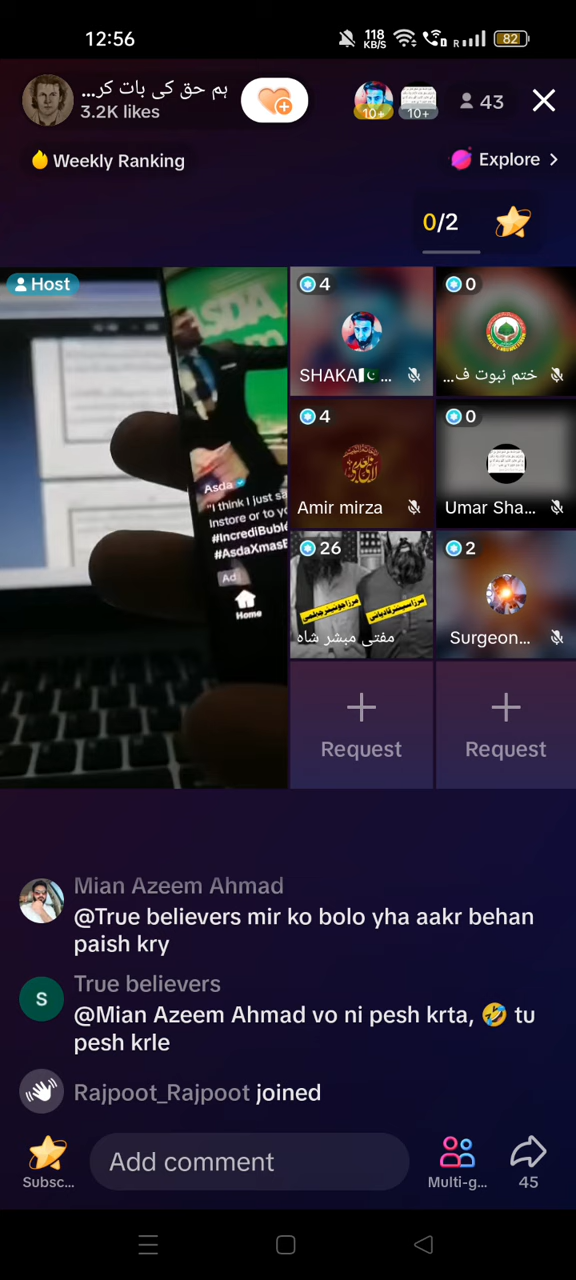 12:56
118
KB/S
R
82
ہم حق کی بات کر...
3.2K likes
10+
10+
43
Weekly Ranking
Explore >
0/2
Host
4
0
ASDA
SHAKA...
ختم نبوت ف...
4
0
Asda
"I think I just sa
Instore or to yo
#IncrediBuble
#AsdaXmas
Amir mirza
Umar Sha...
26
2
Ad
Home
مفتی مبشر شاہ
Surgeon...
Request
Request
Mian Azeem Ahmad
@True believers mir ko bolo yha aakr behan
paish kry
True believers
S
@Mian Azeem Ahmad vo ni pesh krta, 🤣 tu
pesh krle
Rajpoot_Rajpoot joined
Add comment
Subsc...
Multi-g...
45